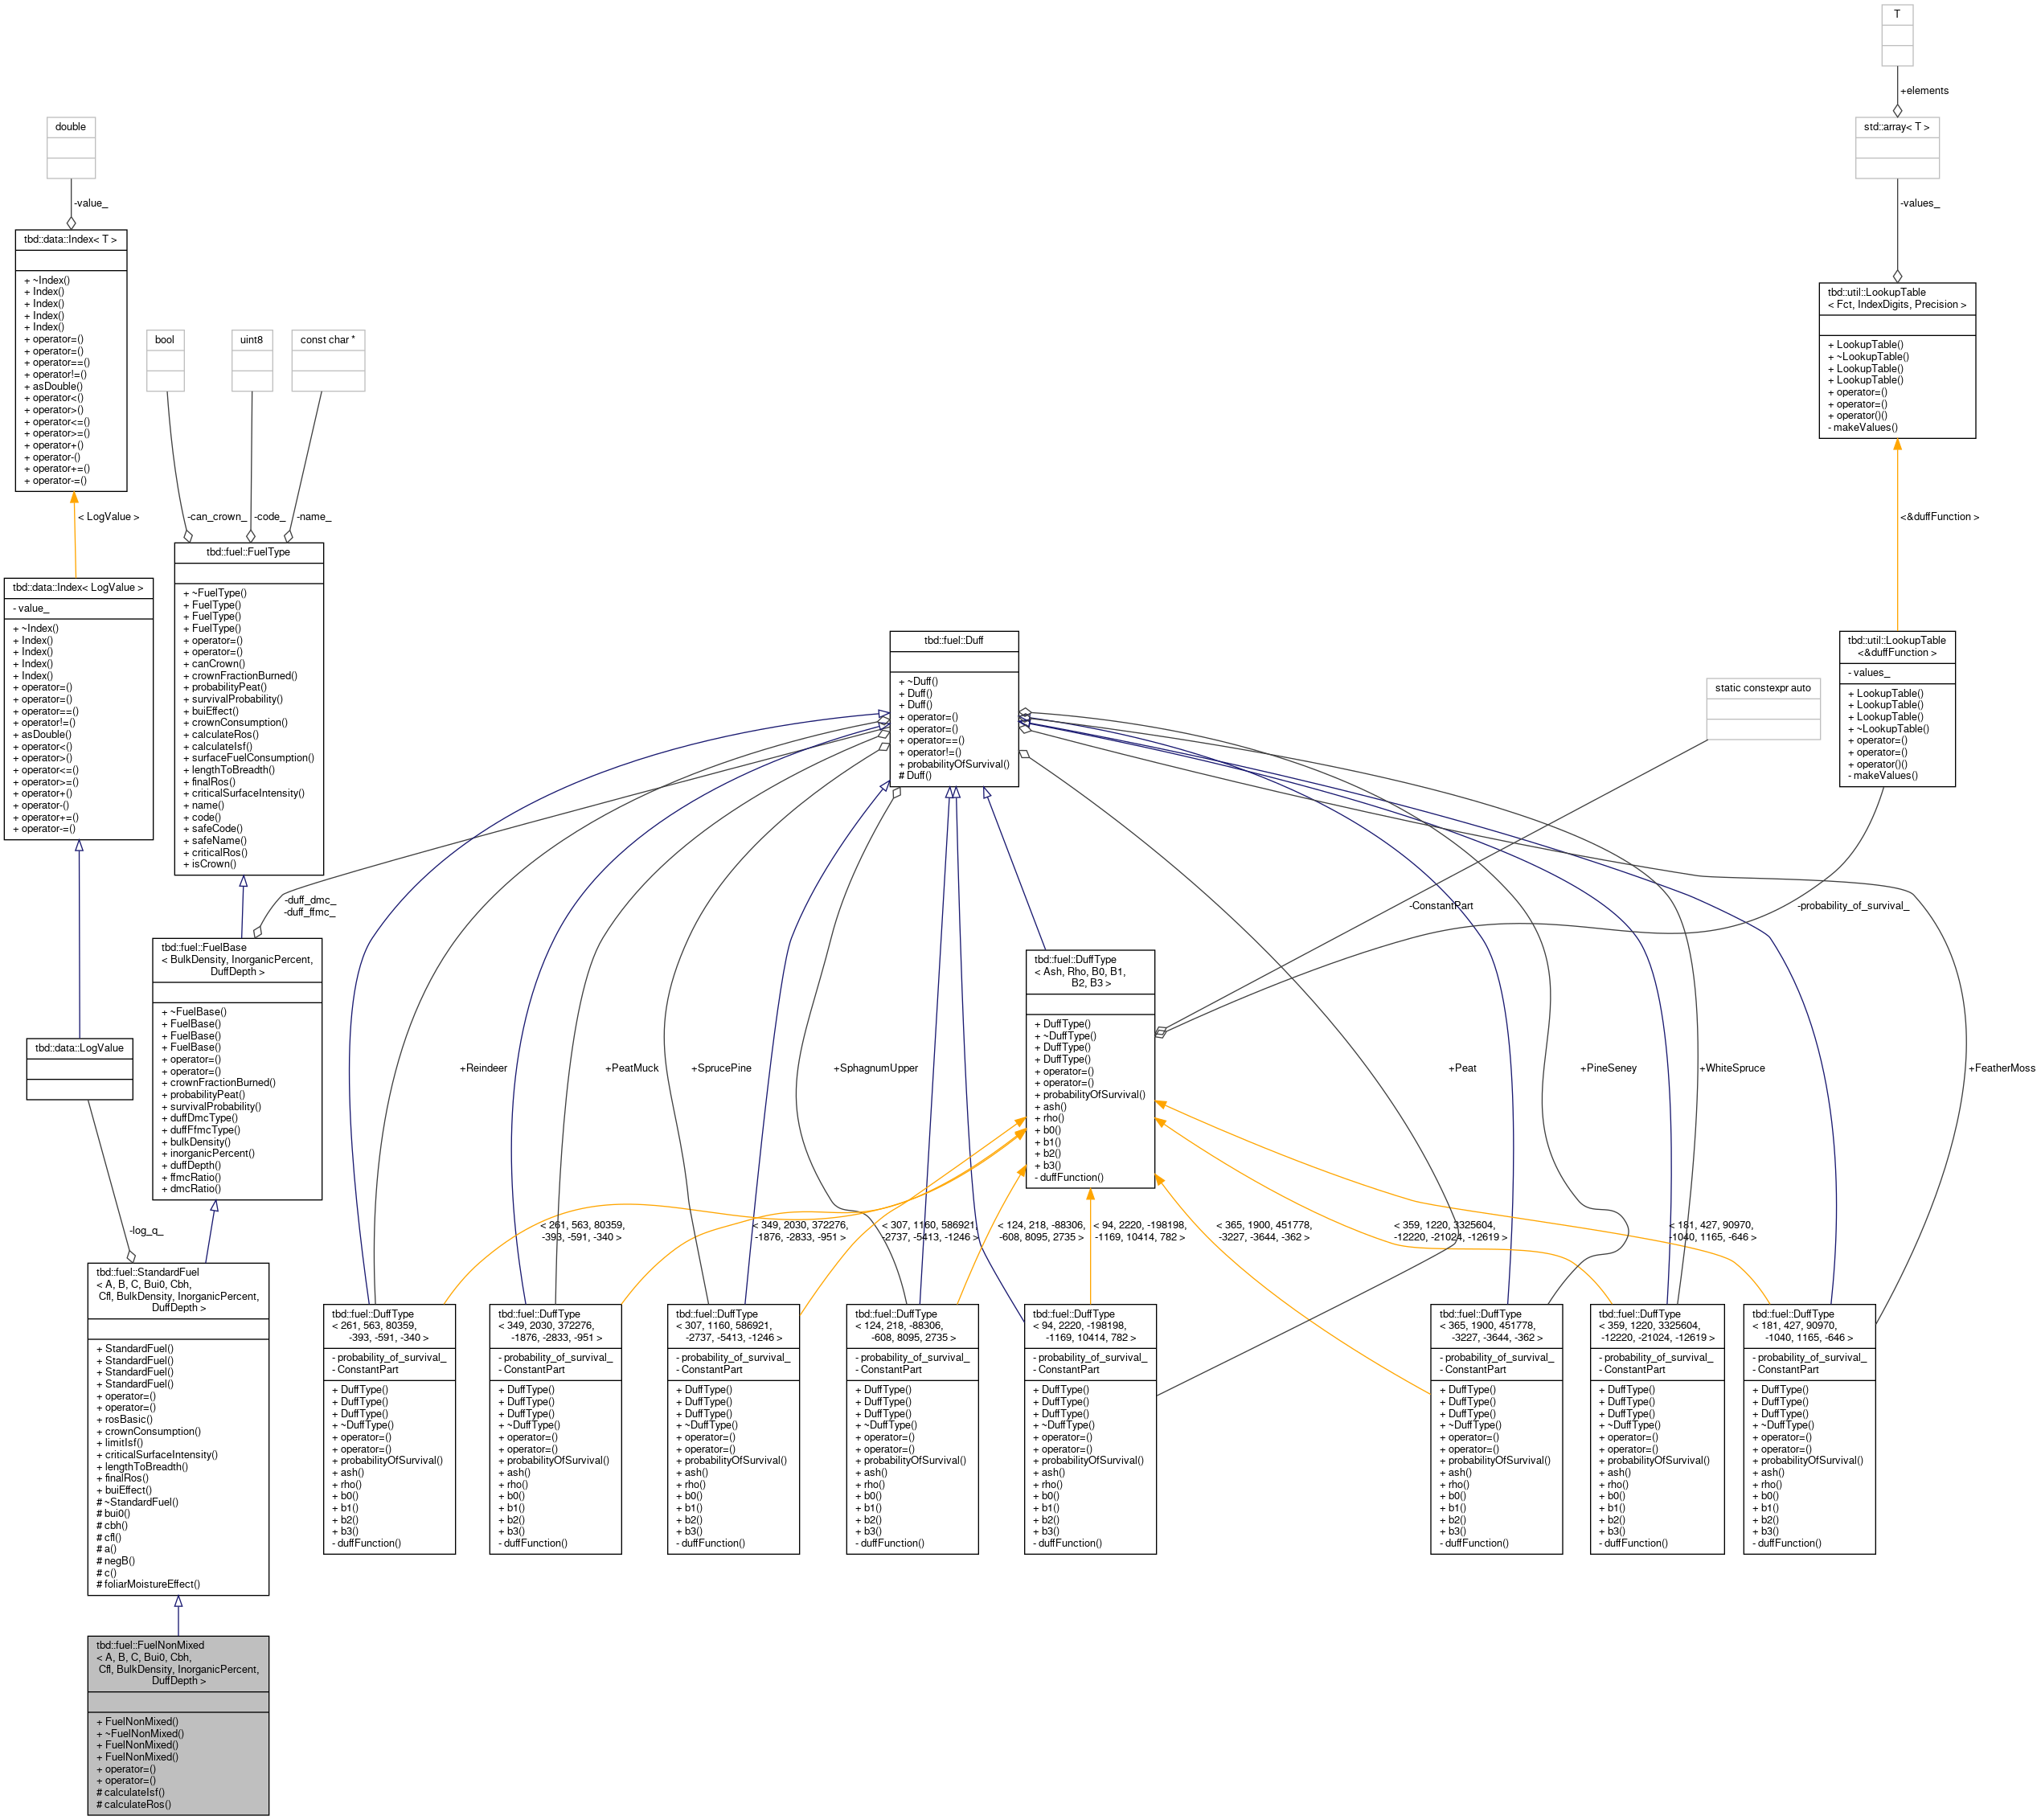 T
+elements
double
std::array< T >
-value_
-values_
tbd::data::Index< T >
+ ~Index()
+ Index()
+ Index()
+ Index()
+ Index()
+ operator=()
+ operator=()
+ operator==()
+ operator!=()
+ asDouble()
+ operator<()
+ operator>()
+ operator<=()
+ operator>=()
+ operator+()
+ operator-()
+ operator+=()
+ operator-=()
tbd::util::LookupTable
< Fct, IndexDigits, Precision >
+ LookupTable()
+ ~LookupTable()
+ LookupTable()
+ LookupTable()
+ operator=()
+ operator=()
+ operator()()
- makeValues()
bool
uint8
const char *
< LogValue >
-can_crown_
-code_
-name_
<&duffFunction >
tbd::data::Index< LogValue >
- value_
+ ~Index()
+ Index()
+ Index()
+ Index()
+ Index()
+ operator=()
+ operator=()
+ operator==()
+ operator!=()
+ asDouble()
+ operator<()
+ operator>()
+ operator<=()
+ operator>=()
+ operator+()
+ operator-()
+ operator+=()
+ operator-=()
tbd::fuel::FuelType
+ ~FuelType()
+ FuelType()
+ FuelType()
+ FuelType()
+ operator=()
+ operator=()
+ canCrown()
+ crownFractionBurned()
+ probabilityPeat()
+ survivalProbability()
+ buiEffect()
+ crownConsumption()
+ calculateRos()
+ calculateIsf()
+ surfaceFuelConsumption()
+ lengthToBreadth()
+ finalRos()
+ criticalSurfaceIntensity()
+ name()
+ code()
+ safeCode()
+ safeName()
+ criticalRos()
+ isCrown()
tbd::fuel::Duff
+ ~Duff()
+ Duff()
+ Duff()
+ operator=()
+ operator=()
+ operator==()
+ operator!=()
+ probabilityOfSurvival()
# Duff()
static constexpr auto
tbd::util::LookupTable
<&duffFunction >
- values_
+ LookupTable()
+ LookupTable()
+ LookupTable()
+ ~LookupTable()
+ operator=()
+ operator=()
+ operator()()
- makeValues()
-duff_dmc_
-duff_ffmc_
-ConstantPart
-probability_of_survival_
tbd::fuel::FuelBase
< BulkDensity, InorganicPercent,
DuffDepth >
+ ~FuelBase()
+ FuelBase()
+ FuelBase()
+ FuelBase()
+ operator=()
+ operator=()
+ crownFractionBurned()
+ probabilityPeat()
+ survivalProbability()
+ duffDmcType()
+ duffFfmcType()
+ bulkDensity()
+ inorganicPercent()
+ duffDepth()
+ ffmcRatio()
+ dmcRatio()
tbd::fuel::DuffType
< Ash, Rho, B0, B1,
B2, B3 >
+ DuffType()
+ ~DuffType()
+ DuffType()
+ DuffType()
+ operator=()
+ operator=()
+ probabilityOfSurvival()
+ ash()
+ rho()
+ b0()
+ b1()
+ b2()
+ b3()
- duffFunction()
tbd::data::LogValue
+Reindeer
+PeatMuck
+SprucePine
+SphagnumUpper
+Peat
+PineSeney
+WhiteSpruce
+FeatherMoss
-log_q_
< 261, 563, 80359,
-393, -591, -340 >
< 349, 2030, 372276,
-1876, -2833, -951 >
< 307, 1160, 586921,
-2737, -5413, -1246 >
< 124, 218, -88306,
-608, 8095, 2735 >
< 94, 2220, -198198,
-1169, 10414, 782 >
< 365, 1900, 451778,
-3227, -3644, -362 >
< 359, 1220, 3325604,
-12220, -21024, -12619 >
< 181, 427, 90970,
-1040, 1165, -646 >
tbd::fuel::StandardFuel
< A, B, C, Bui0, Cbh,
Cfl, BulkDensity, InorganicPercent,
DuffDepth >
+ StandardFuel()
+ StandardFuel()
+ StandardFuel()
+ StandardFuel()
+ operator=()
+ operator=()
+ rosBasic()
+ crownConsumption()
+ limitIsf()
+ criticalSurfaceIntensity()
+ lengthToBreadth()
+ finalRos()
+ buiEffect()
# ~StandardFuel()
# bui0()
# cbh()
# cfl()
# a()
# negB()
# c()
# foliarMoistureEffect()
tbd::fuel::DuffType
< 261, 563, 80359,
-393, -591, -340 >
- probability_of_survival_
- ConstantPart
+ DuffType()
+ DuffType()
+ DuffType()
+ ~DuffType()
+ operator=()
+ operator=()
+ probabilityOfSurvival()
+ ash()
+ rho()
+ b0()
+ b1()
+ b2()
+ b3()
- duffFunction()
tbd::fuel::DuffType
< 349, 2030, 372276,
-1876, -2833, -951 >
- probability_of_survival_
- ConstantPart
+ DuffType()
+ DuffType()
+ DuffType()
+ ~DuffType()
+ operator=()
+ operator=()
+ probabilityOfSurvival()
+ ash()
+ rho()
+ b0()
+ b1()
+ b2()
+ b3()
- duffFunction()
tbd::fuel::DuffType
< 307, 1160, 586921,
-2737, -5413, -1246 >
- probability_of_survival_
- ConstantPart
+ DuffType()
+ DuffType()
+ DuffType()
+ ~DuffType()
+ operator=()
+ operator=()
+ probabilityOfSurvival()
+ ash()
+ rho()
+ b0()
+ b1()
+ b2()
+ b3()
- duffFunction()
tbd::fuel::DuffType
< 124, 218, -88306,
-608, 8095, 2735 >
- probability_of_survival_
- ConstantPart
+ DuffType()
+ DuffType()
+ DuffType()
+ ~DuffType()
+ operator=()
+ operator=()
+ probabilityOfSurvival()
+ ash()
+ rho()
+ b0()
+ b1()
+ b2()
+ b3()
- duffFunction()
tbd::fuel::DuffType
< 94, 2220, -198198,
-1169, 10414, 782 >
- probability_of_survival_
- ConstantPart
+ DuffType()
+ DuffType()
+ DuffType()
+ ~DuffType()
+ operator=()
+ operator=()
+ probabilityOfSurvival()
+ ash()
+ rho()
+ b0()
+ b1()
+ b2()
+ b3()
- duffFunction()
tbd::fuel::DuffType
< 365, 1900, 451778,
-3227, -3644, -362 >
- probability_of_survival_
- ConstantPart
+ DuffType()
+ DuffType()
+ DuffType()
+ ~DuffType()
+ operator=()
+ operator=()
+ probabilityOfSurvival()
+ ash()
+ rho()
+ b0()
+ b1()
+ b2()
+ b3()
- duffFunction()
tbd::fuel::DuffType
< 359, 1220, 3325604,
-12220, -21024, -12619 >
- probability_of_survival_
- ConstantPart
+ DuffType()
+ DuffType()
+ DuffType()
+ ~DuffType()
+ operator=()
+ operator=()
+ probabilityOfSurvival()
+ ash()
+ rho()
+ b0()
+ b1()
+ b2()
+ b3()
- duffFunction()
tbd::fuel::DuffType
< 181, 427, 90970,
-1040, 1165, -646 >
- probability_of_survival_
- ConstantPart
+ DuffType()
+ DuffType()
+ DuffType()
+ ~DuffType()
+ operator=()
+ operator=()
+ probabilityOfSurvival()
+ ash()
+ rho()
+ b0()
+ b1()
+ b2()
+ b3()
- duffFunction()
tbd::fuel::FuelNonMixed
< A, B, C, Bui0, Cbh,
Cfl, BulkDensity, InorganicPercent,
DuffDepth >
+ FuelNonMixed()
+ ~FuelNonMixed()
+ FuelNonMixed()
+ FuelNonMixed()
+ operator=()
+ operator=()
# calculateIsf()
# calculateRos()